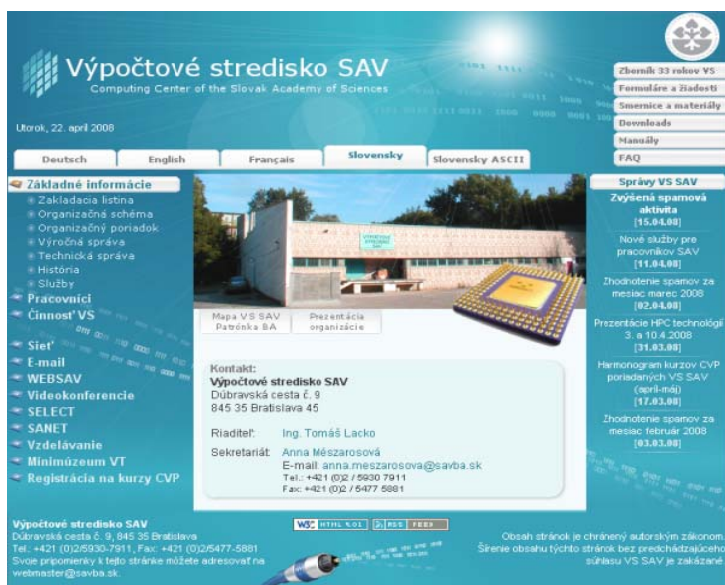 Výpočtové stredisko SAV
Computing Center of the Slovak Academy of Sciences
Utorok, 22. apríl 2008
Zborník 33 rokov VS
Formuláre a žiadosti
Smernice a materiály
Downloads
Manuály
FAQ
Deutsch
English
Français
Slovensky
Slovensky ASCII
Základné informácie
Zakladacia listina
Organizačná schéma
Organizačný poriadok
Výročná správa
Technická správa
História
Služby
Pracovníci
Činnosť VS
Sieť
E-mail
WEBSAV
Videokonferencie
SELECT
SANET
Vzdelávanie
Minimúzeum VT
Registrácia na kurzy CVP
Mapa VS SAV
Patrónka BA
Prezentácia
organizácie
Kontakt:
Výpočtové stredisko SAV
Dúbravská cesta č. 9
845 35 Bratislava 45
Riaditeľ: Ing. Tomáš Lacko
Sekretariát: Anna Mészarosová
E-mail: anna.meszarosova@savba.sk
Tel.: +421 (0)2 / 5930 7911
Fax: +421 (0)2 / 5477 5881
Správy VS SAV
Zvýšená spamová
aktivita
[15.04.08]
Nové služby pre
pracovníkov SAV
[11.04.08]
Zhodnotenie spamov za
mesiac marec 2008
[02.04.08]
Prezentácie HPC technológií
3. a 10.4.2008
[31.03.08]
Harmonogram kurzov CVP
poriadaných VS SAV
(apríl-máj)
[17.03.08]
Zhodnotenie spamov za
mesiac február 2008
[03.03.08]
Výpočtové stredisko SAV
Dúbravská cesta č. 9, 845 35 Bratislava
Tel.: +421 (0)2/5930-7911, Fax: +421 (0)2/5477-5881
Svoje pripomienky k tejto stránke môžete adresovať na
webmaster@savba.sk.
W3C HTML 4.01
RSS FEED
Obsah stránok je chránený autorským zákonom.
Šírenie obsahu týchto stránok bez predchádzajúceho
súhlasu VS SAV je zakázané.